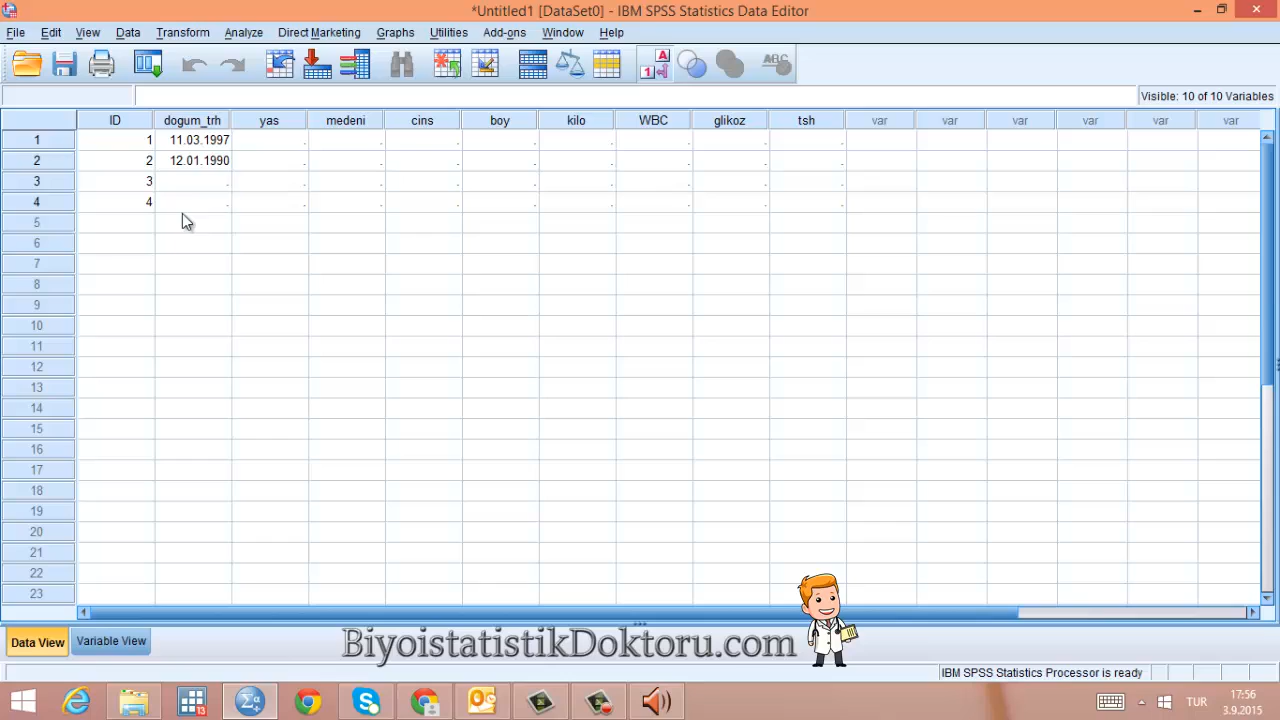 *Untitled1 [DataSet0] - IBM SPSS Statistics Data Editor
File Edit View Data Transform Analyze Direct Marketing Graphs Utilities Add-ons Window Help
A
1
ABC
Visible: 10 of 10 Variables
ID dogum_trh yas medeni cins boy kilo WBC glikoz tsh var var var var var var
1 1 11.03.1997 . . . . . . . .
2 2 12.01.1990 . . . . . . . .
3 3 . . . . . . . . .
4 4 . . . . . . . . .
5
6
7
8
9
10
11
12
13
14
15
16
17
18
19
20
21
22
23
Data View Variable View
BiyoistatistikDoktoru.com
IBM SPSS Statistics Processor is ready
TUR
17:56
3.9.2015